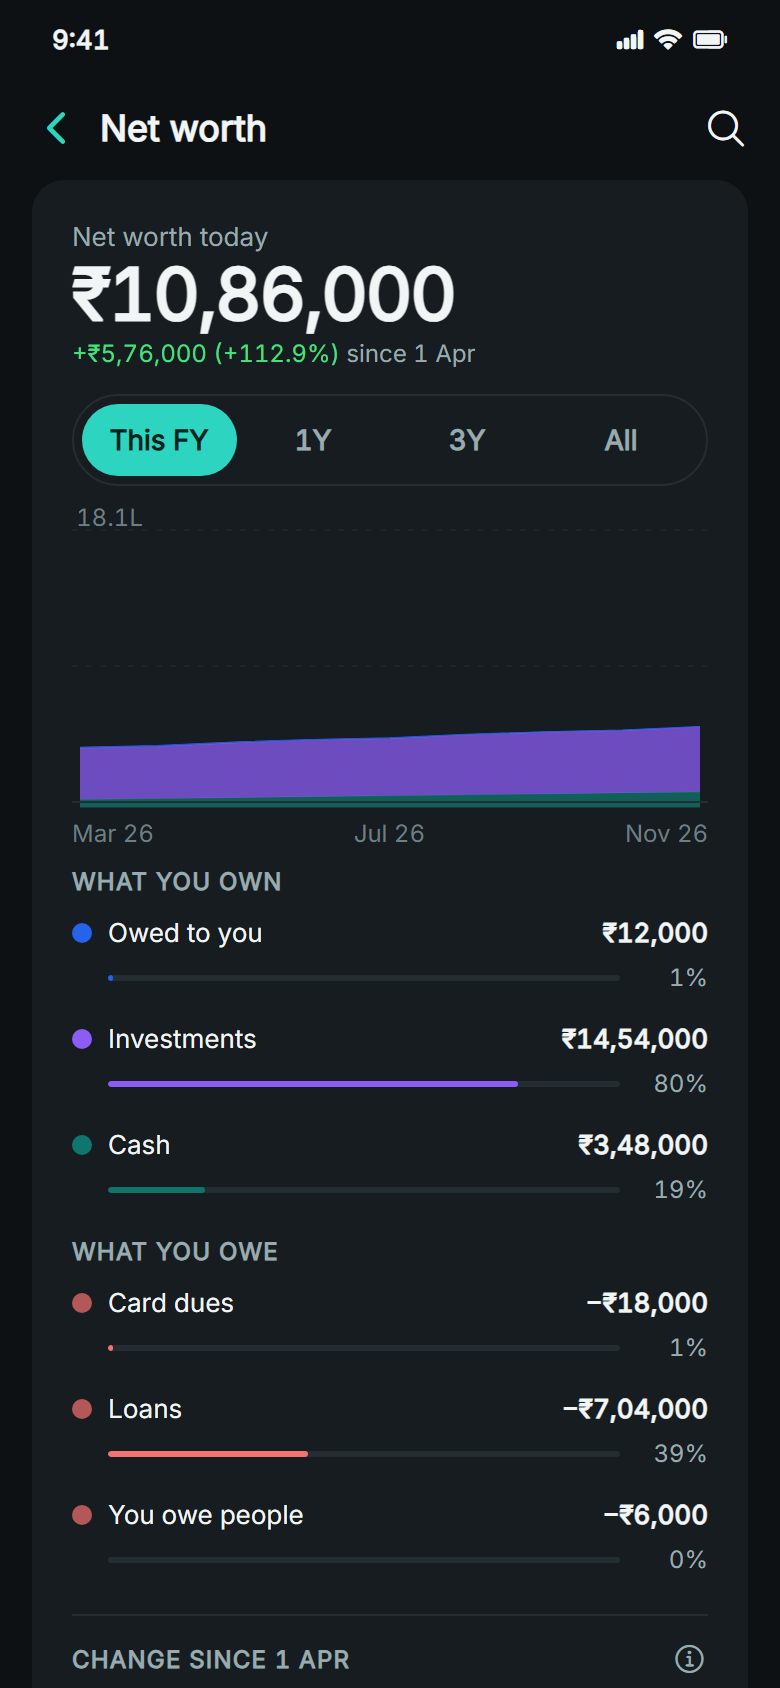 9:41
Net worth
Net worth today
₹10,86,000
+₹5,76,000 (+112.9%) since 1 Apr
This FY 1Y 3Y All
18.1L
Mar 26 Jul 26 Nov 26
WHAT YOU OWN
Owed to you ₹12,000
1%
Investments ₹14,54,000
80%
Cash ₹3,48,000
19%
WHAT YOU OWE
Card dues −₹18,000
1%
Loans −₹7,04,000
39%
You owe people −₹6,000
0%
CHANGE SINCE 1 APR